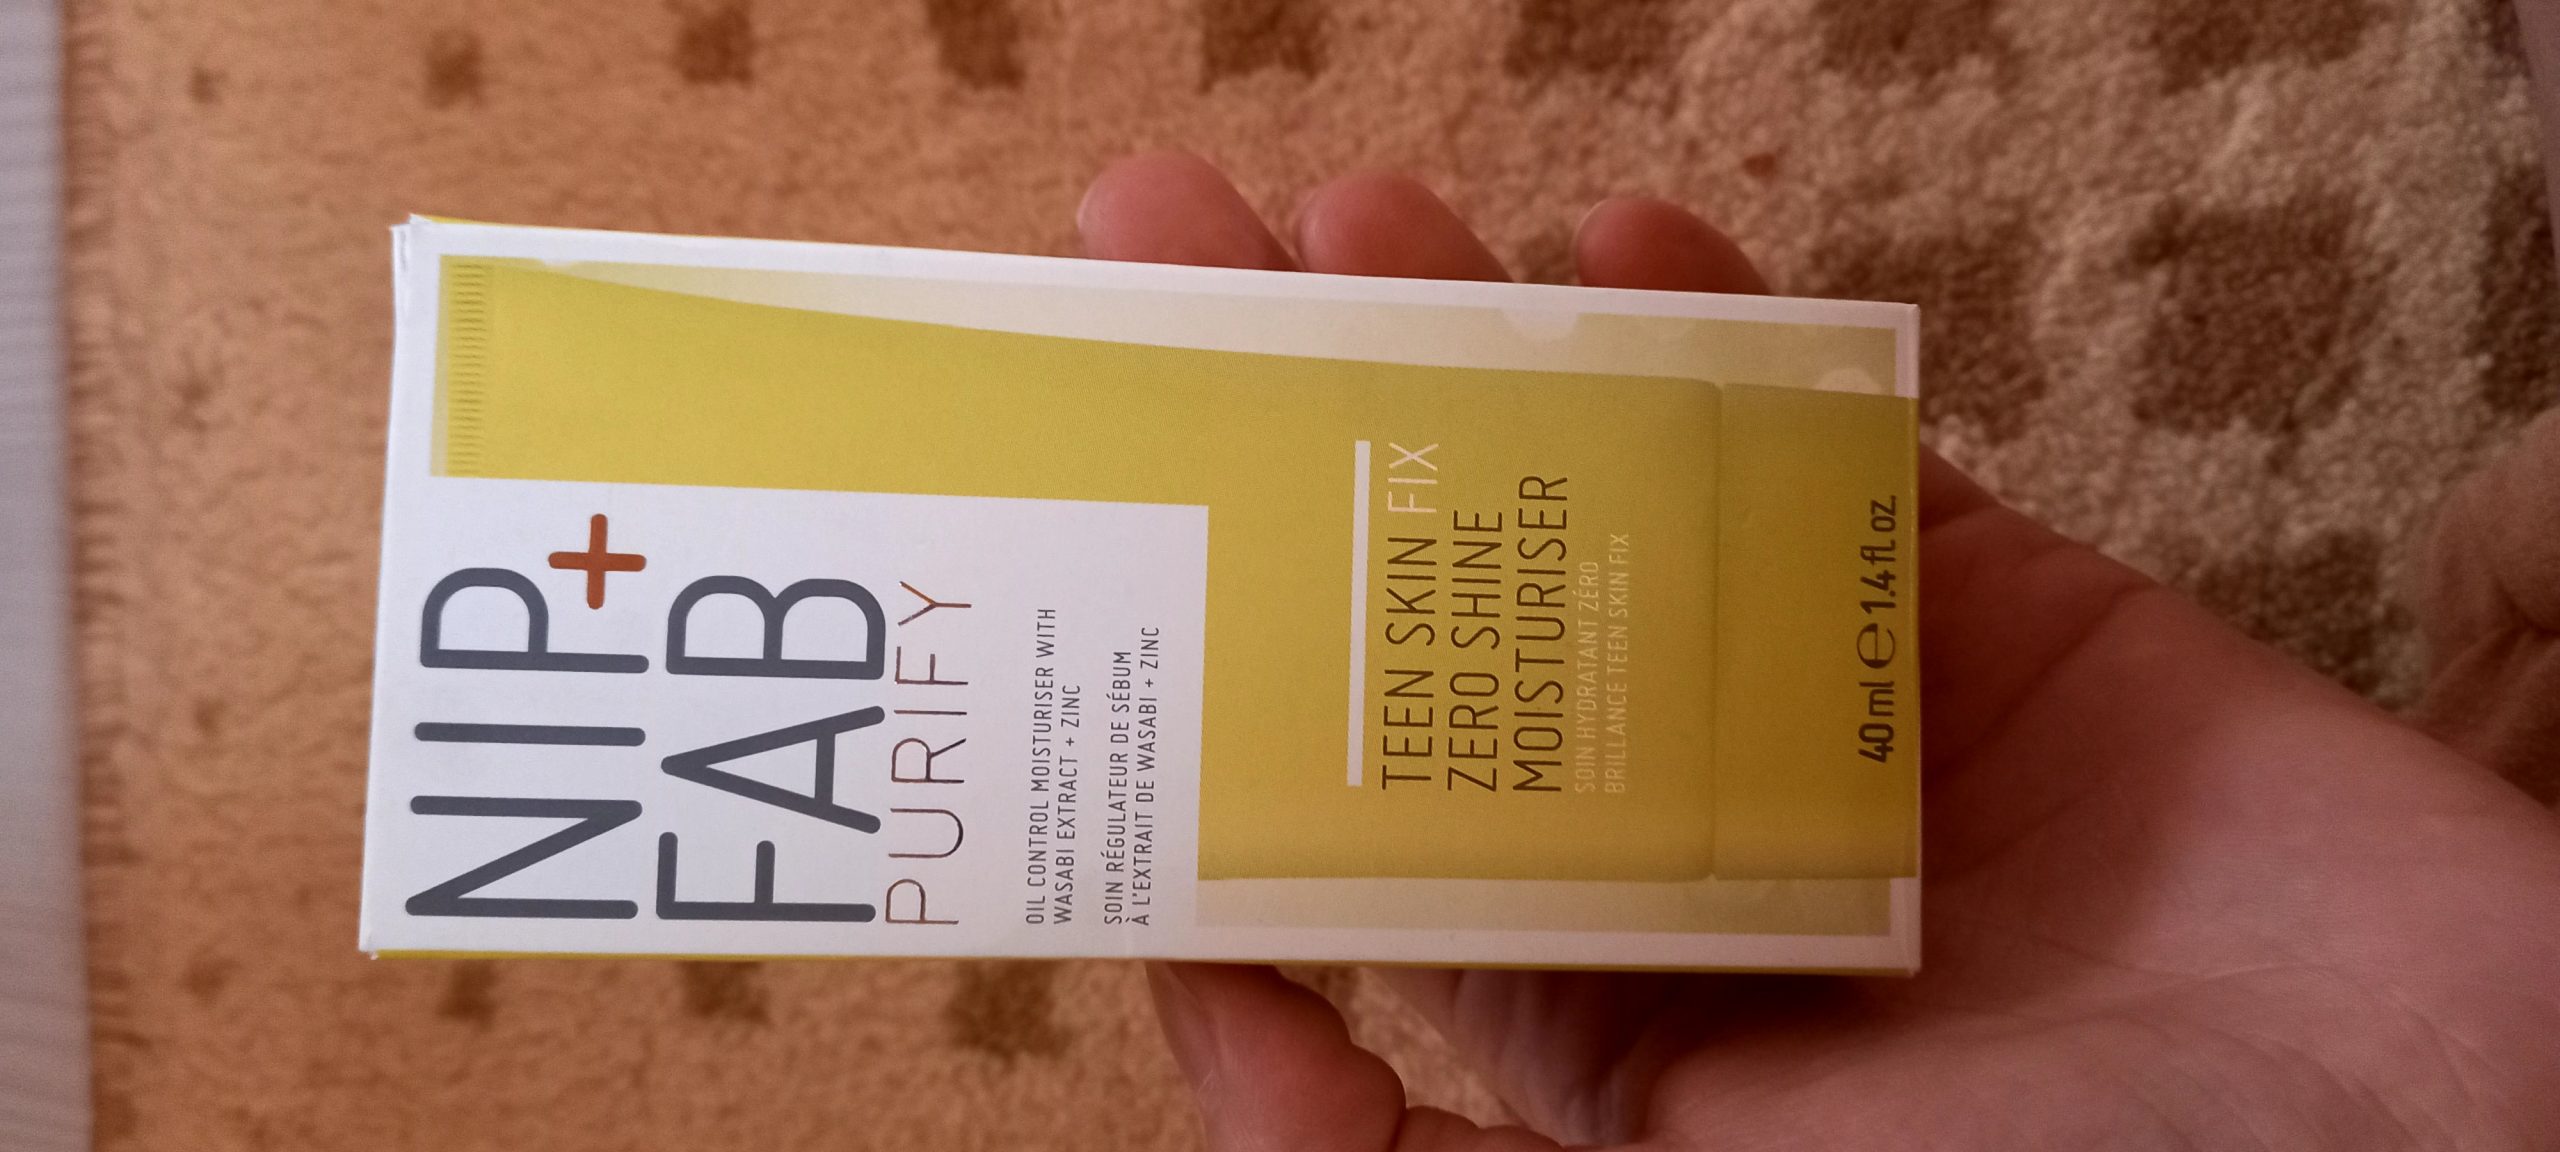 NIP+
FAB
PURIFY
OIL CONTROL MOISTURISER WITH
WASABI EXTRACT + ZINC
SOIN RÉGULATEUR DE SÉBUM
À L'EXTRAIT DE WASABI + ZINC
TEEN SKIN FIX
ZERO SHINE
MOISTURISER
SOIN HYDRATANT ZÉRO
BRILLANCE TEEN SKIN FIX
40 ml e 1.4 fl oz.